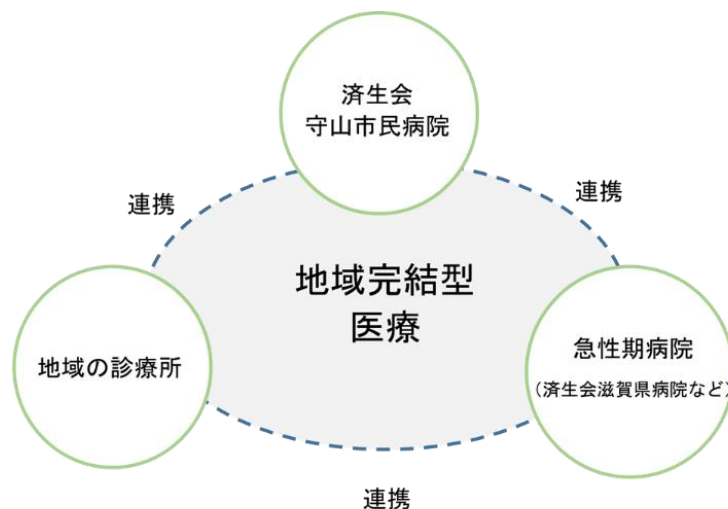 済生会
守山市民病院
連携
連携
地域完結型
医療
地域の診療所
急性期病院
（済生会滋賀県病院など）
連携